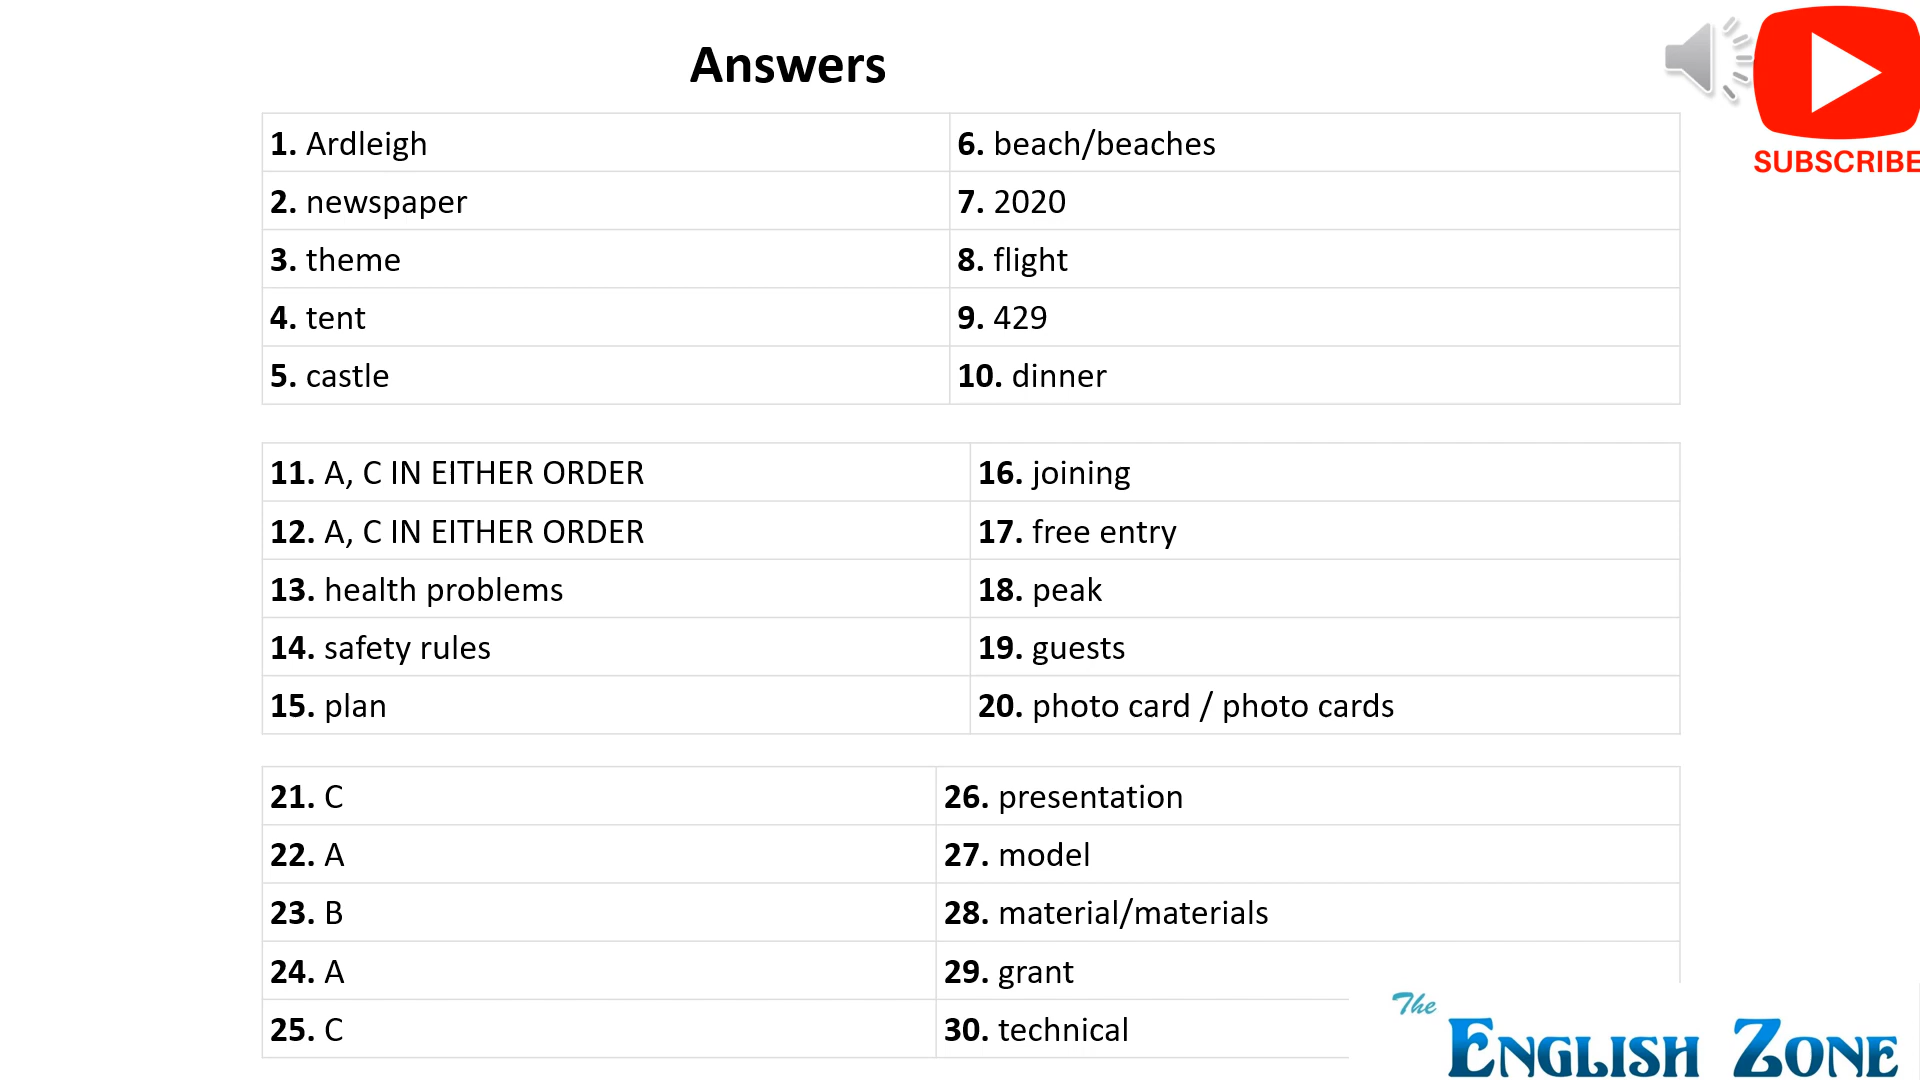 Answers
SUBSCRIBE
1. Ardleigh
6. beach/beaches
2. newspaper
7. 2020
3. theme
8. flight
4. tent
9. 429
5. castle
10. dinner
11. A, C IN EITHER ORDER
16. joining
12. A, C IN EITHER ORDER
17. free entry
13. health problems
18. peak
14. safety rules
19. guests
15. plan
20. photo card / photo cards
21. C
26. presentation
22. A
27. model
23. B
28. material/materials
24. A
29. grant
25. C
30. technical
The
ENGLISH ZONE